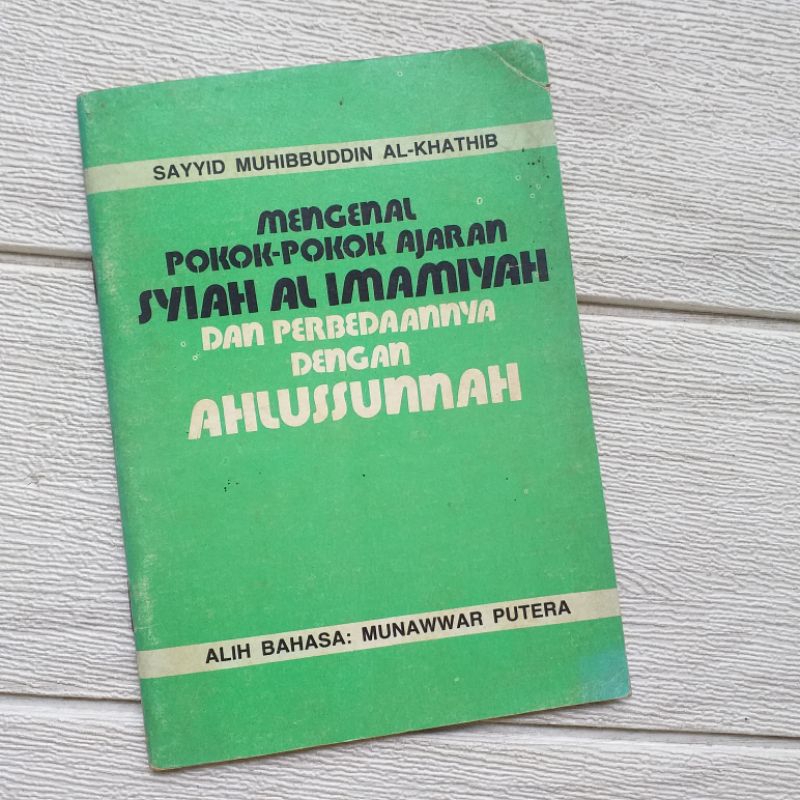 SAYYID MUHIBBUDDIN AL-KHATHIB
MENGENAL
POKOK-POKOK AJARAN
SYIAH AL IMAMIYAH
DAN PERBEDAANNYA
DENGAN
AHLUSSUNNAH
ALIH BAHASA: MUNAWWAR PUTERA